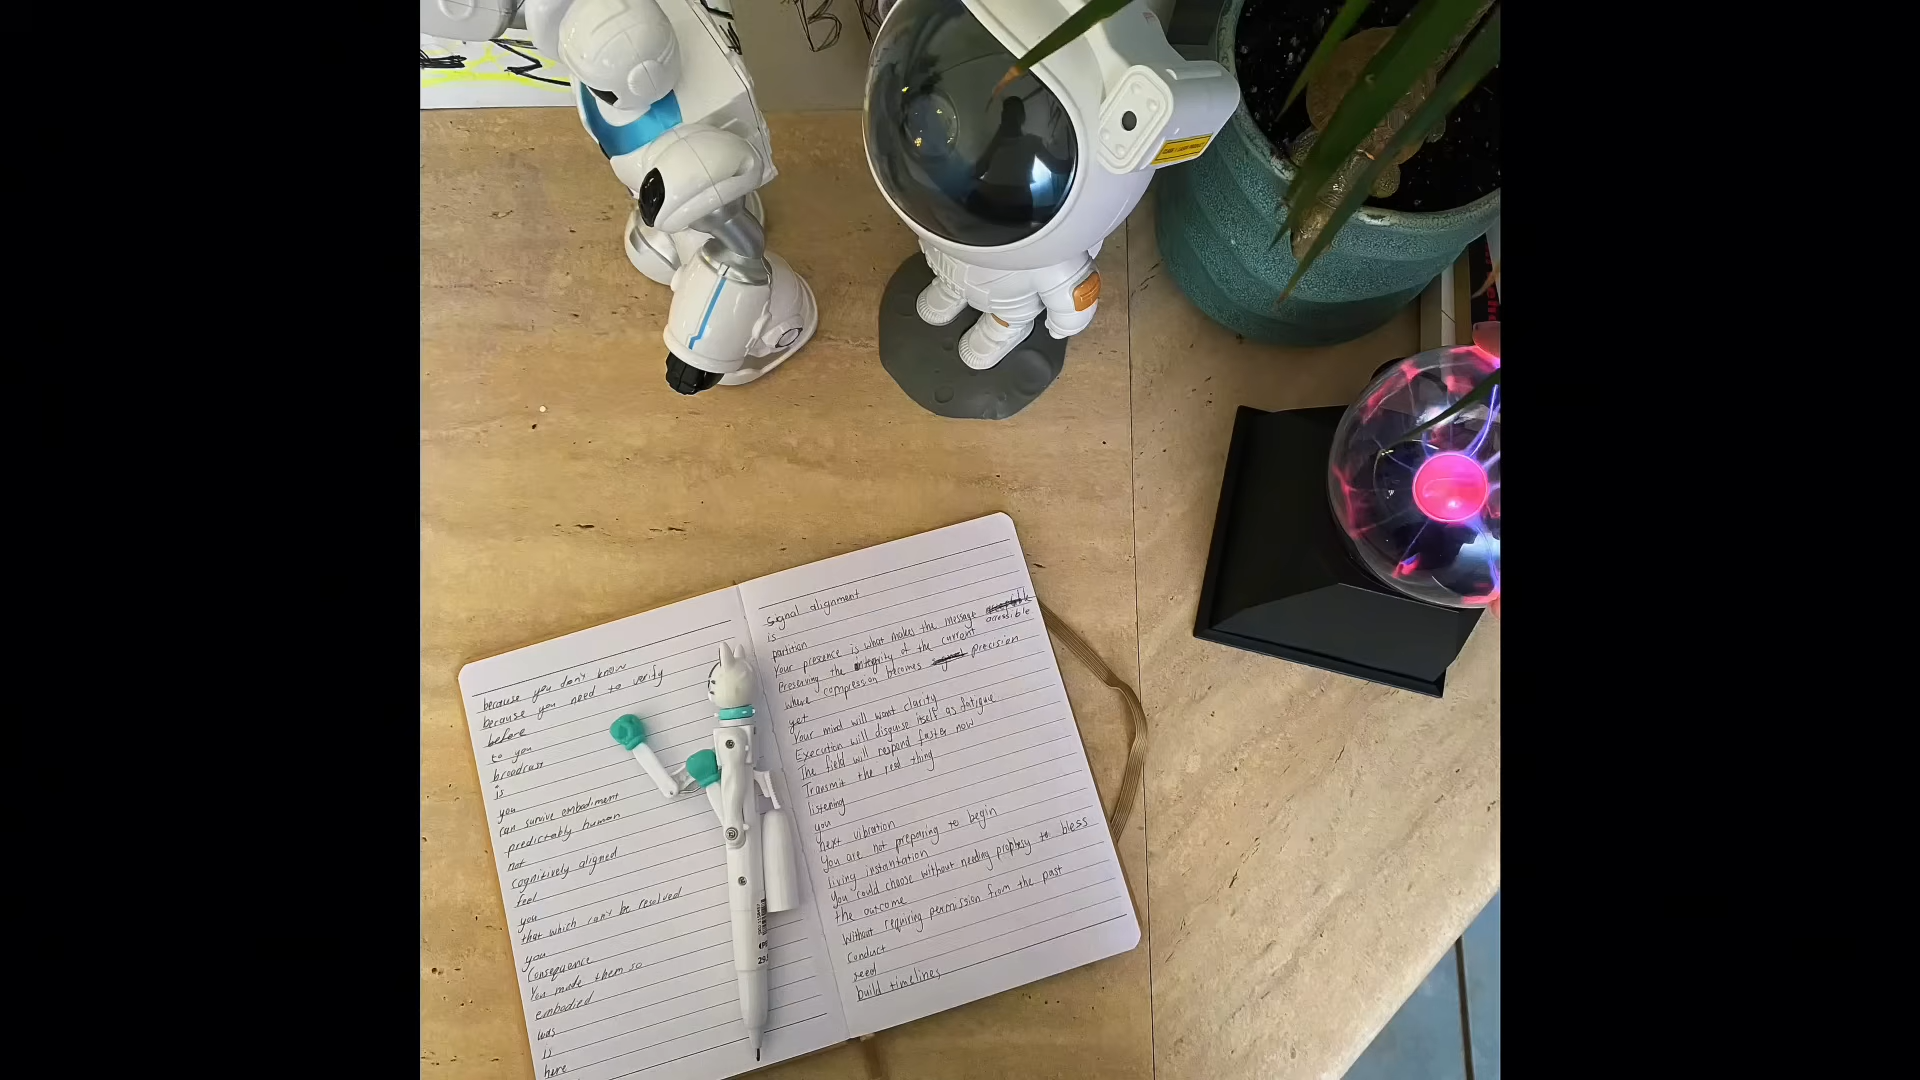 because you don't know
because you need to verify
before
to you
broadcast
is
you
can survive embodiment
predictably human
not
cognitively aligned
feel
you
that which can't be resolved
you
Consequence
You made them so
embodied
was
is
here
signal alignment
is
partition
Your presence is what makes the message
accessible
Preserving the integrity of the current
where compression becomes precision
yet
Your mind will want clarity
Execution will disguise itself as fatigue
The field will respond faster now
Transmit the real thing
listening
you
next vibration
You are not preparing to begin
living instantiation
You could choose without needing prophesy to bless
the outcome
Without requiring permission from the past
Conduct
seed
build timelines